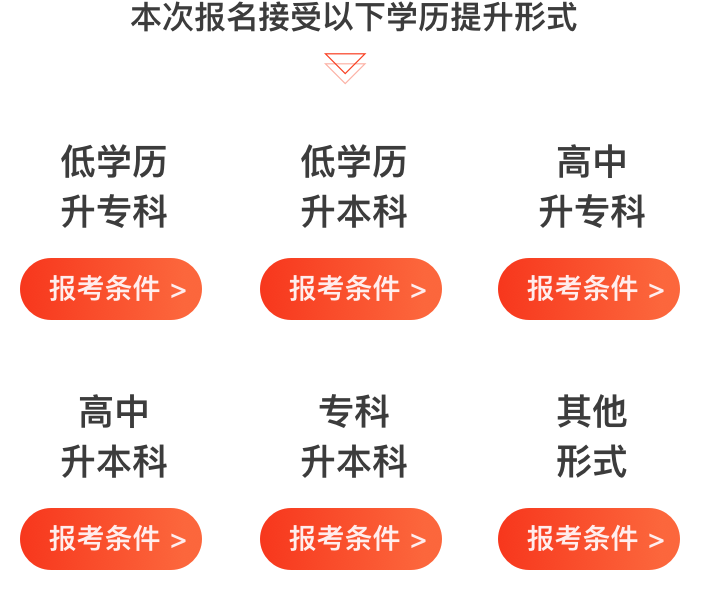 本次报名接受以下学历提升形式
低学历
升专科
报考条件 >
低学历
升本科
报考条件 >
高中
升专科
报考条件 >
高中
升本科
报考条件 >
专科
升本科
报考条件 >
其他
形式
报考条件 >